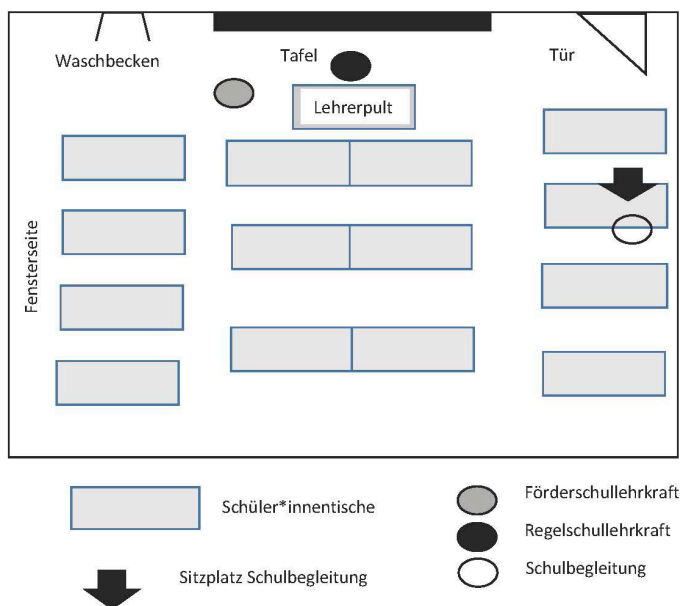 Waschbecken
Tafel
Tür
Lehrerpult
Fensterseite
Schüler*innentische
Sitzplatz Schulbegleitung
Förderschullehrkraft
Regelschullehrkraft
Schulbegleitung